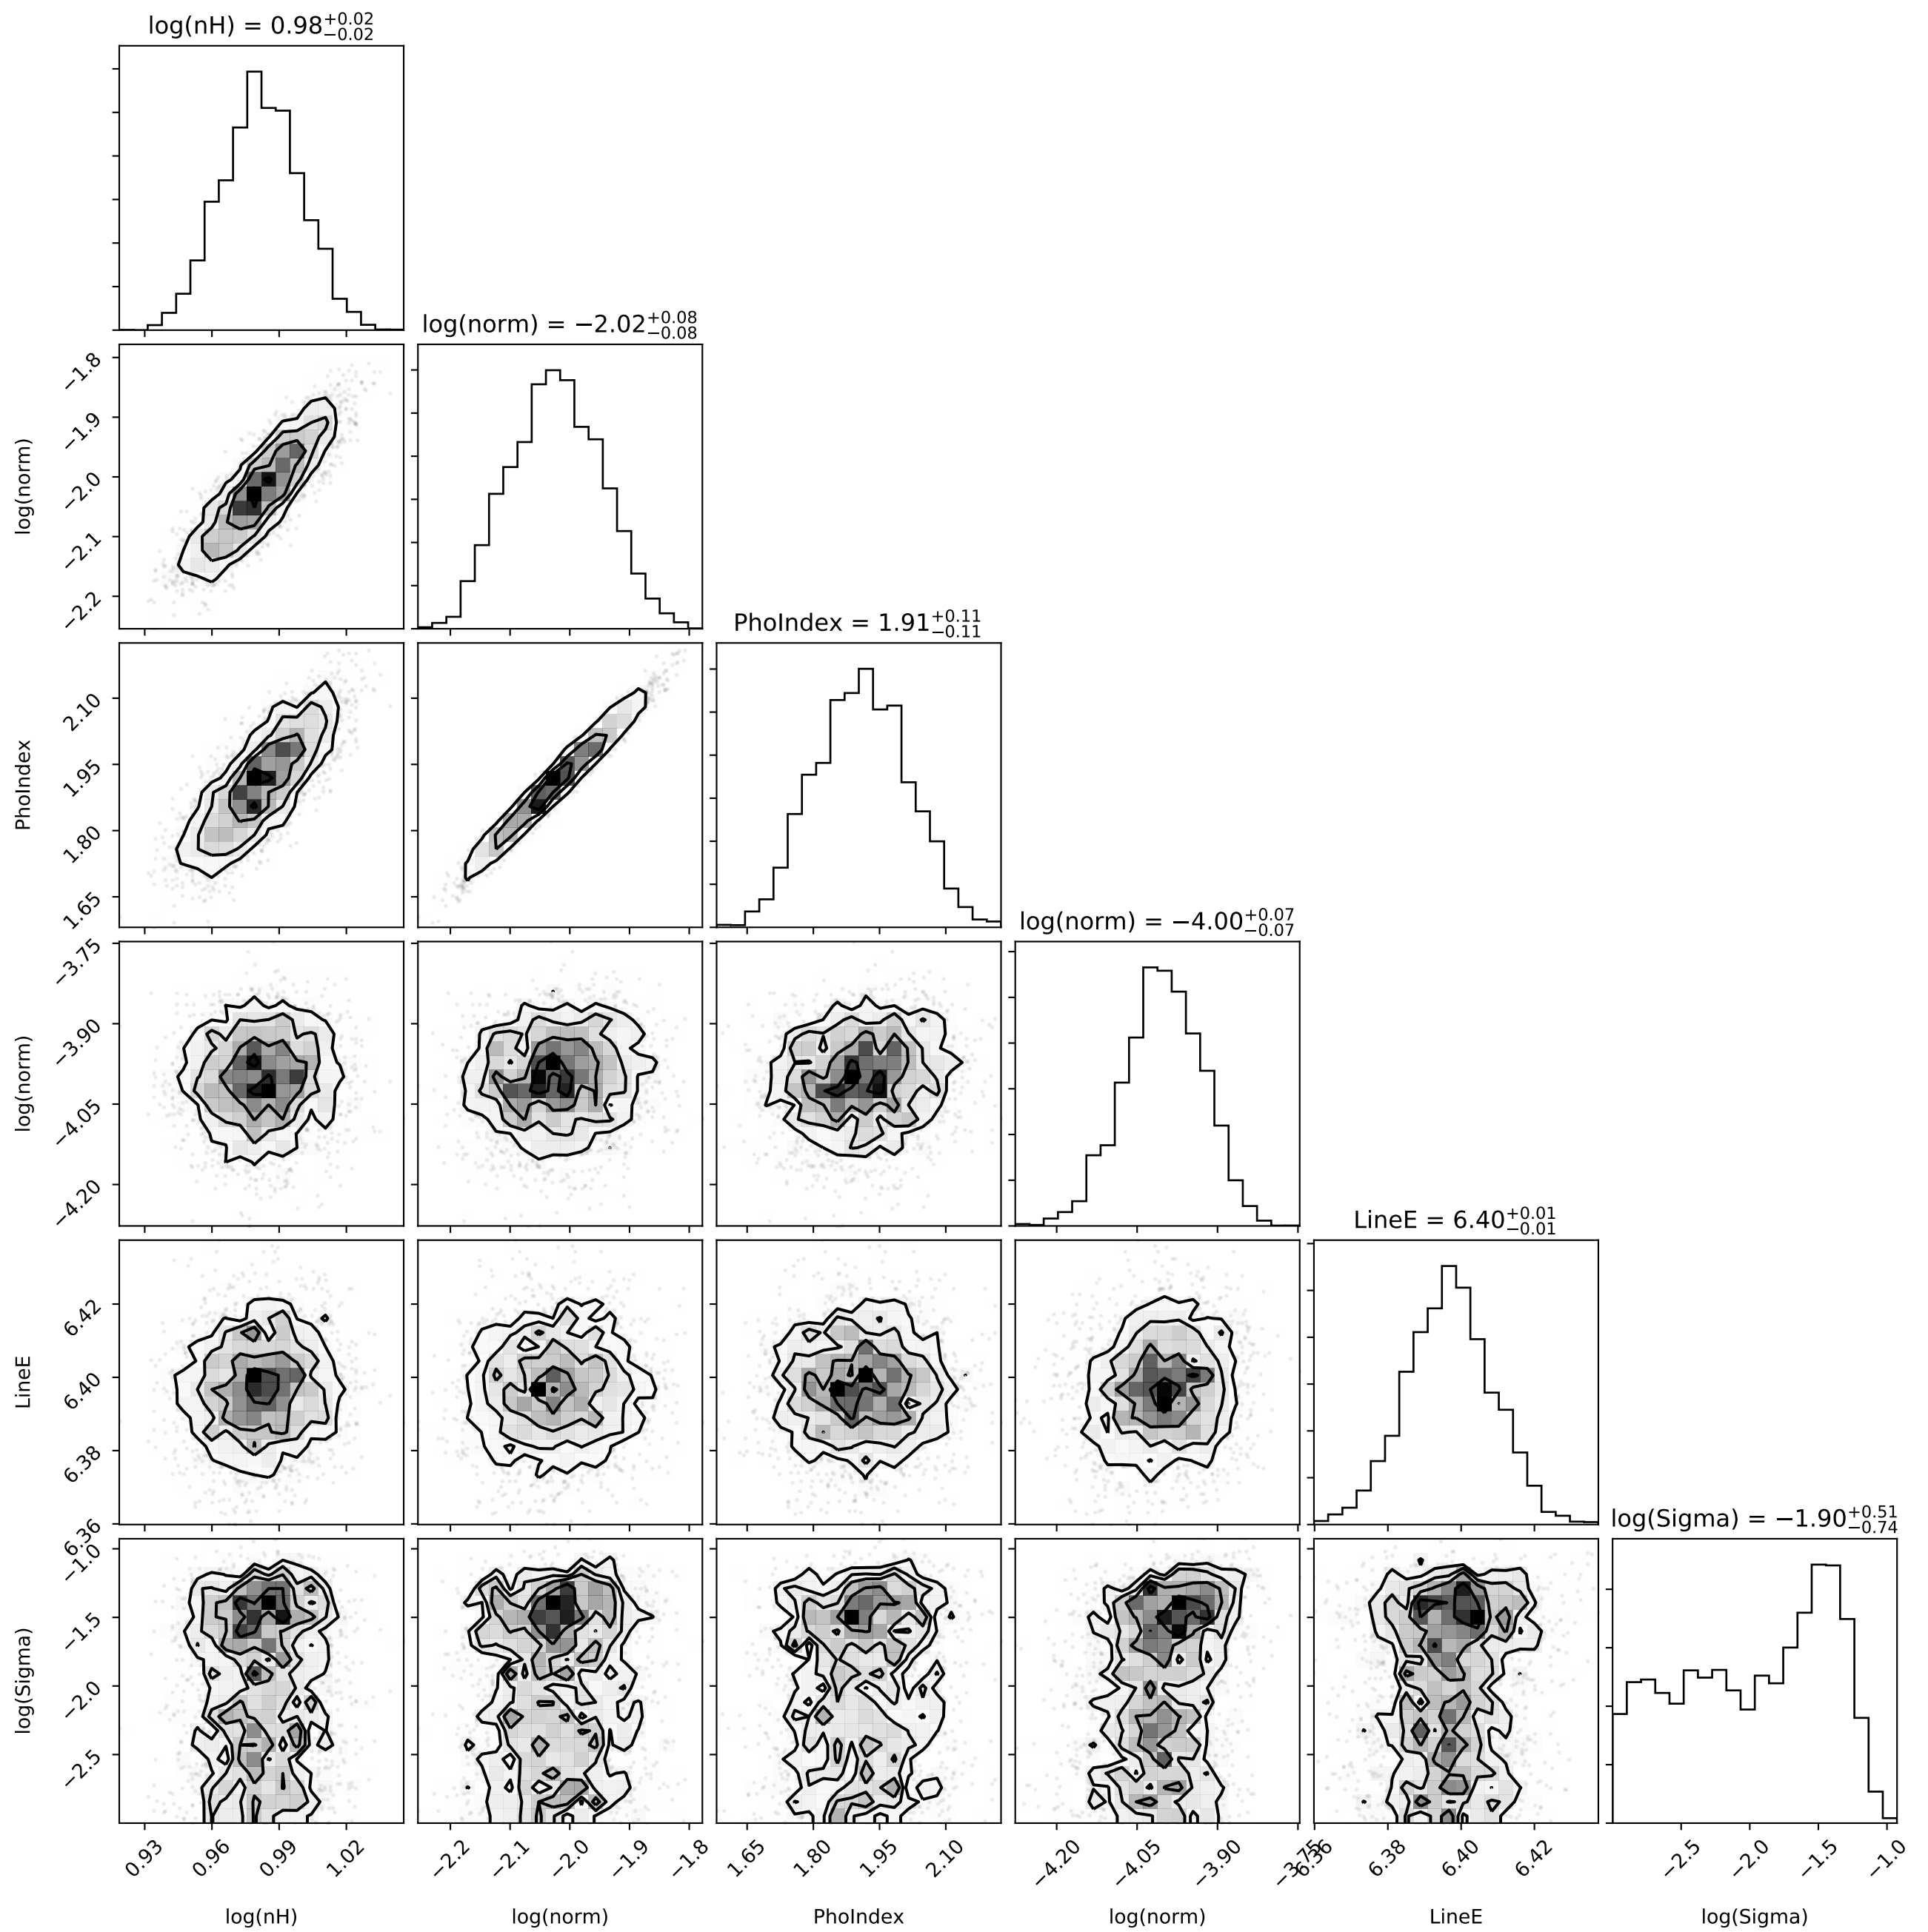 log(nH) = 0.98+0.02−0.02
log(norm) = −2.02+0.08−0.08
−1.8
−1.9
−2.0
−2.1
−2.2
log(norm)
PhoIndex = 1.91+0.11−0.11
2.10
1.95
1.80
1.65
PhoIndex
log(norm) = −4.00+0.07−0.07
−3.75
−3.90
−4.05
−4.20
log(norm)
LineE = 6.40+0.01−0.01
6.42
6.40
6.38
6.36
LineE
log(Sigma) = −1.90+0.51−0.74
−1.0
−1.5
−2.0
−2.5
log(Sigma)
0.93 0.96 0.99 1.02 −2.2 −2.1 −2.0 −1.9 −1.8 1.65 1.80 1.95 2.10 −4.20 −4.05 −3.90 −3.75 6.36 6.38 6.40 6.42 −2.5 −2.0 −1.5 −1.0
log(nH) log(norm) PhoIndex log(norm) LineE log(Sigma)